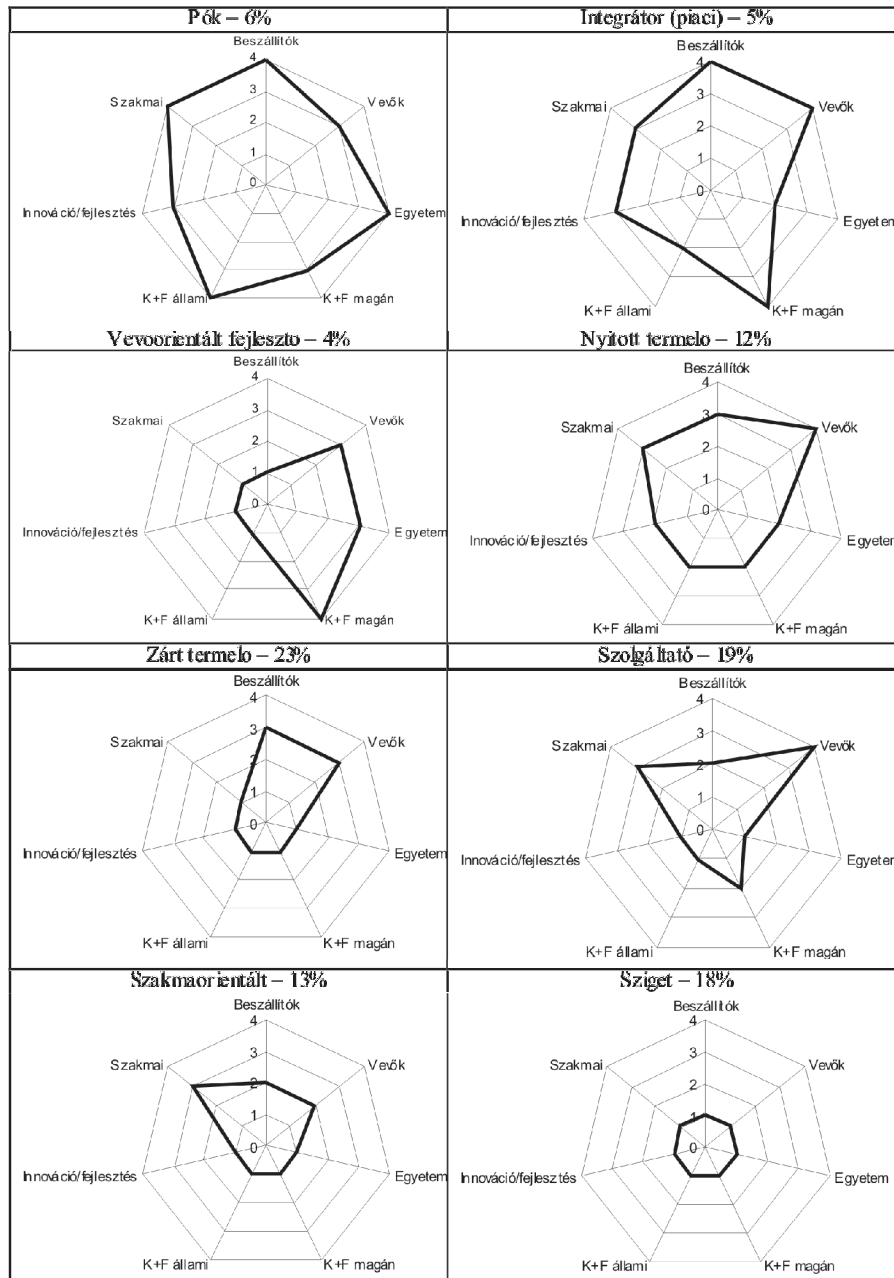 Pók – 6%
Beszállítók
4
3
2
1
0
Szakmai
Vevők
Innováció/fejlesztés
Egyetem
K+F állami
K+F magán
Integrátor (piaci) – 5%
Beszállítók
4
3
2
1
0
Szakmai
Vevők
Innováció/fejlesztés
Egyetem
K+F állami
K+F magán
Vevoorientált fejleszto – 4%
Beszállítók
4
3
2
1
0
Szakmai
Vevők
Innováció/fejlesztés
Egyetem
K+F állami
K+F magán
Nyitott termelo – 12%
Beszállítók
4
3
2
1
0
Szakmai
Vevők
Innováció/fejlesztés
Egyetem
K+F állami
K+F magán
Zárt termelo – 23%
Beszállítók
4
3
2
1
0
Szakmai
Vevők
Innováció/fejlesztés
Egyetem
K+F állami
K+F magán
Szolgáltató – 19%
Beszállítók
4
3
2
1
0
Szakmai
Vevők
Innováció/fejlesztés
Egyetem
K+F állami
K+F magán
Szakmaorientált – 13%
Beszállítók
4
3
2
1
0
Szakmai
Vevők
Innováció/fejlesztés
Egyetem
K+F állami
K+F magán
Sziget – 18%
Beszállítók
4
3
2
1
0
Szakmai
Vevők
Innováció/fejlesztés
Egyetem
K+F állami
K+F magán